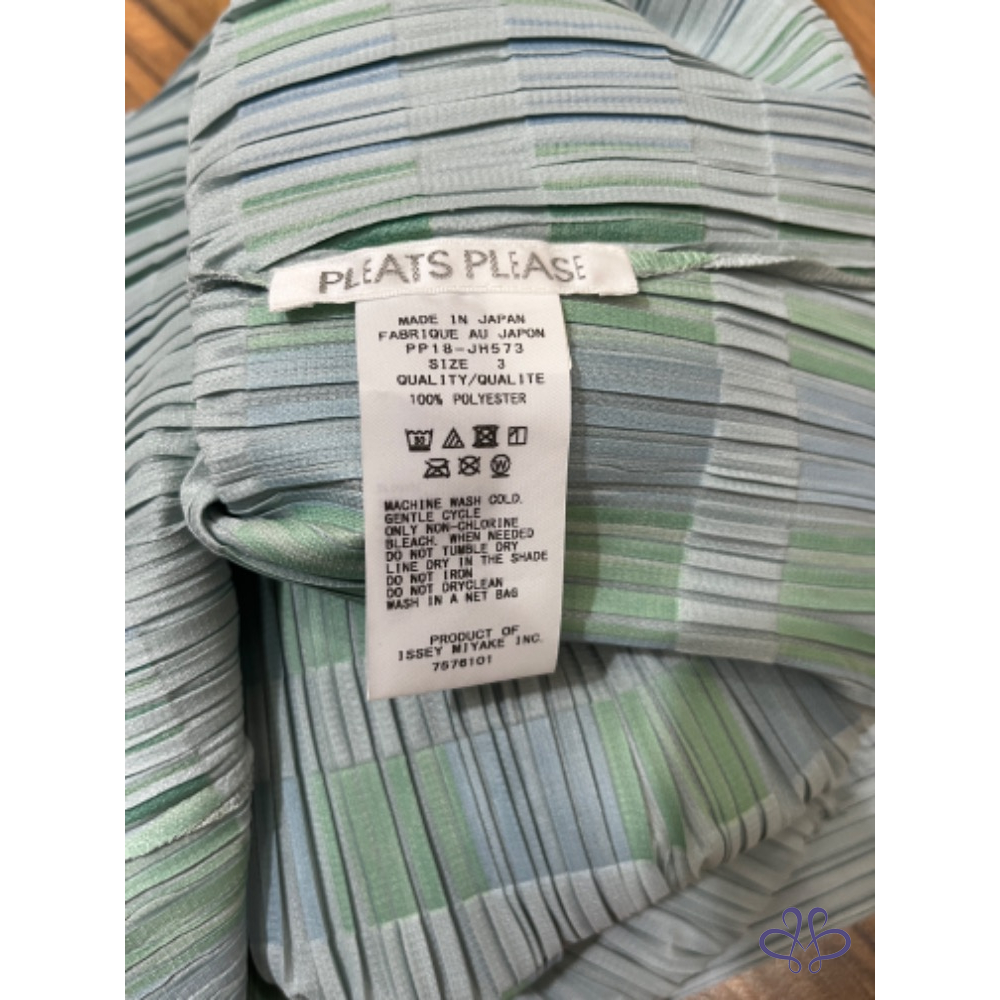 PLEATS PLEASE
MADE IN JAPAN
FABRIQUE AU JAPON
PP18-JH573
SIZE 3
QUALITY/QUALITE
100% POLYESTER
MACHINE WASH COLD.
GENTLE CYCLE
ONLY NON-CHLORINE
BLEACH. WHEN NEEDED
DO NOT TUMBLE DRY
LINE DRY IN THE SHADE
DO NOT IRON
DO NOT DRYCLEAN
WASH IN A NET BAG
PRODUCT OF
ISSEY MIYAKE INC.
7576101